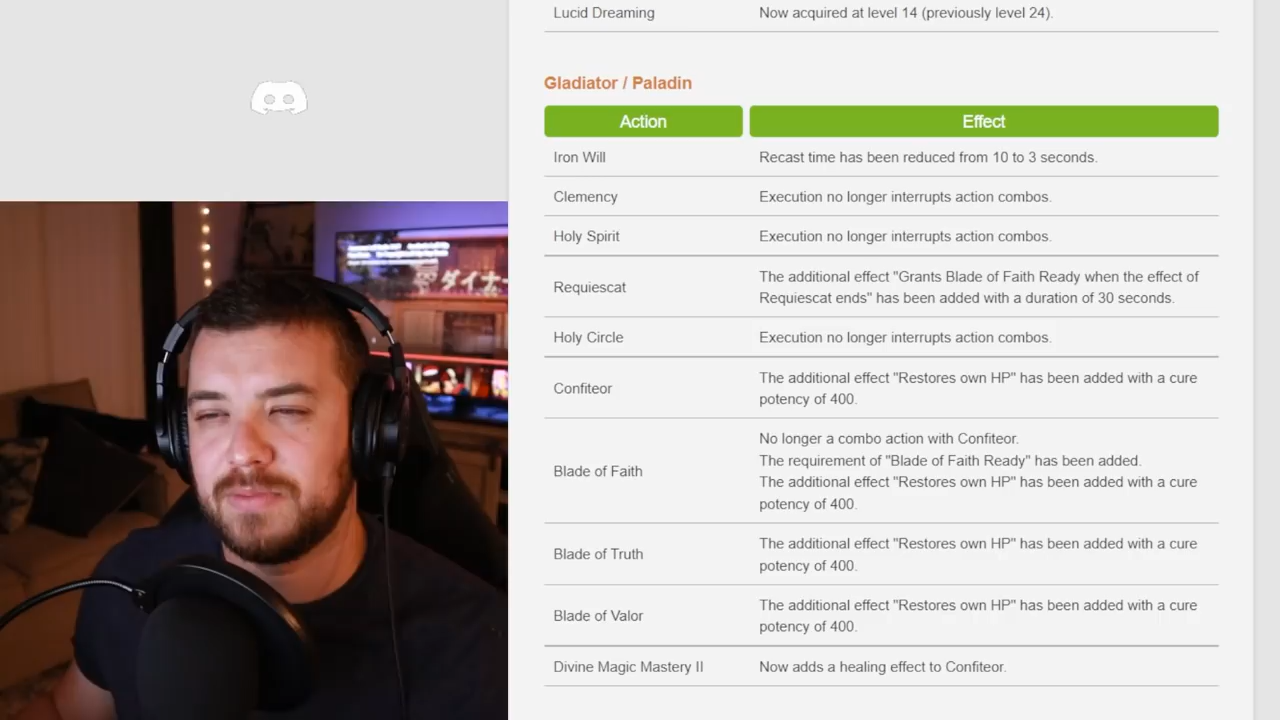 Lucid Dreaming Now acquired at level 14 (previously level 24).
Gladiator / Paladin
Action Effect
Iron Will Recast time has been reduced from 10 to 3 seconds.
Clemency Execution no longer interrupts action combos.
Holy Spirit Execution no longer interrupts action combos.
Requiescat The additional effect "Grants Blade of Faith Ready when the effect of
Requiescat ends" has been added with a duration of 30 seconds.
Holy Circle Execution no longer interrupts action combos.
Confiteor The additional effect "Restores own HP" has been added with a cure
potency of 400.
Blade of Faith No longer a combo action with Confiteor.
The requirement of "Blade of Faith Ready" has been added.
The additional effect "Restores own HP" has been added with a cure
potency of 400.
Blade of Truth The additional effect "Restores own HP" has been added with a cure
potency of 400.
Blade of Valor The additional effect "Restores own HP" has been added with a cure
potency of 400.
Divine Magic Mastery II Now adds a healing effect to Confiteor.
ダイナ